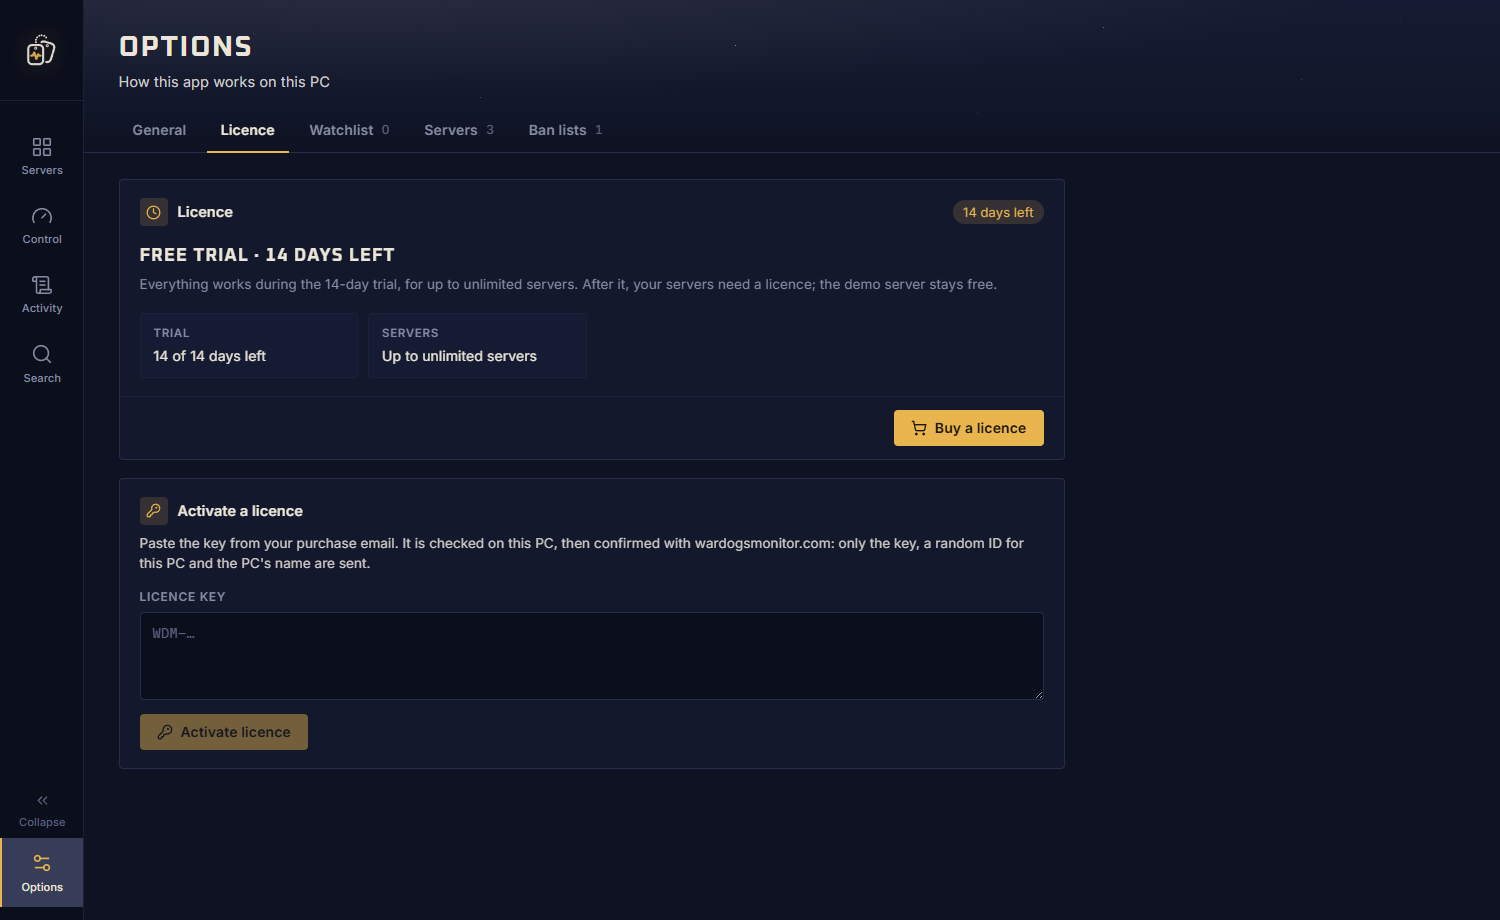 OPTIONS
How this app works on this PC
General
Licence
Watchlist 0
Servers 3
Ban lists 1
Servers
Control
Activity
Search
Collapse
Options
Licence
14 days left
FREE TRIAL · 14 DAYS LEFT
Everything works during the 14-day trial, for up to unlimited servers. After it, your servers need a licence; the demo server stays free.
TRIAL
14 of 14 days left
SERVERS
Up to unlimited servers
Buy a licence
Activate a licence
Paste the key from your purchase email. It is checked on this PC, then confirmed with wardogsmonitor.com: only the key, a random ID for
this PC and the PC's name are sent.
LICENCE KEY
WDM-…
Activate licence